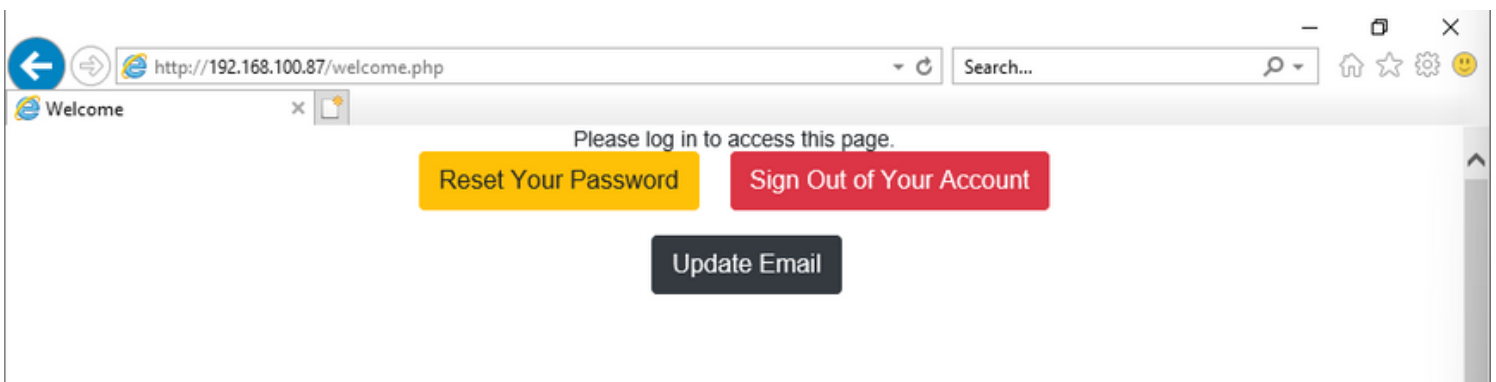 http://192.168.100.87/welcome.php
Search...
Welcome
Please log in to access this page.
Reset Your Password
Sign Out of Your Account
Update Email